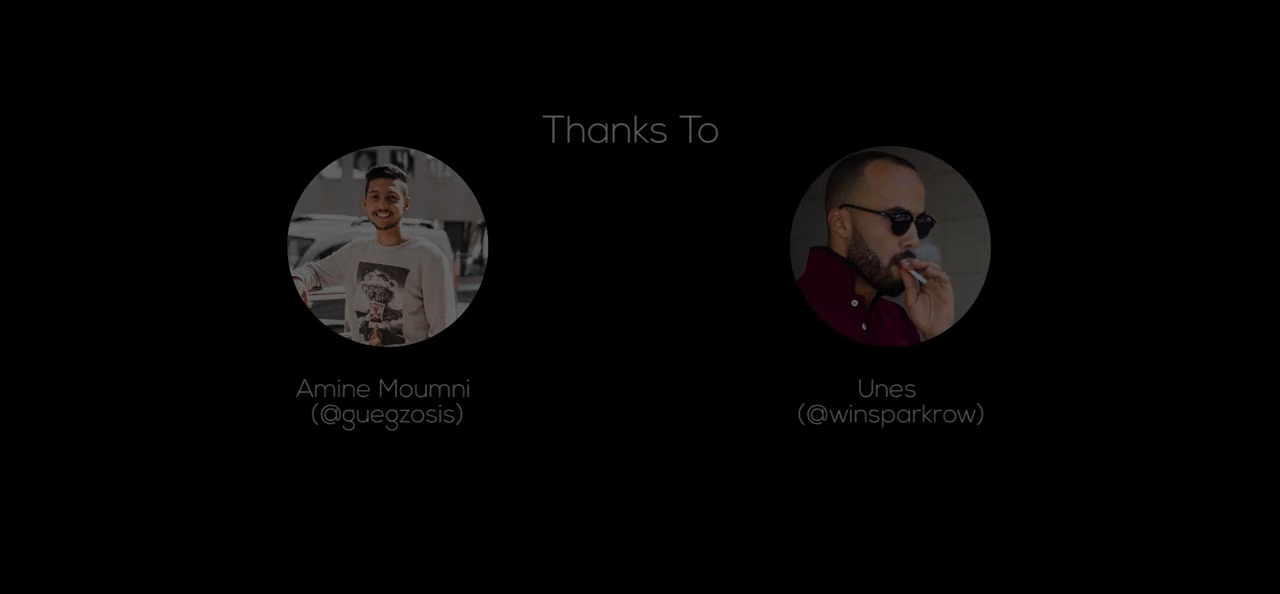 Thanks To
Amine Moumni
(@guegzosis)
Unes
(@winsparkrow)